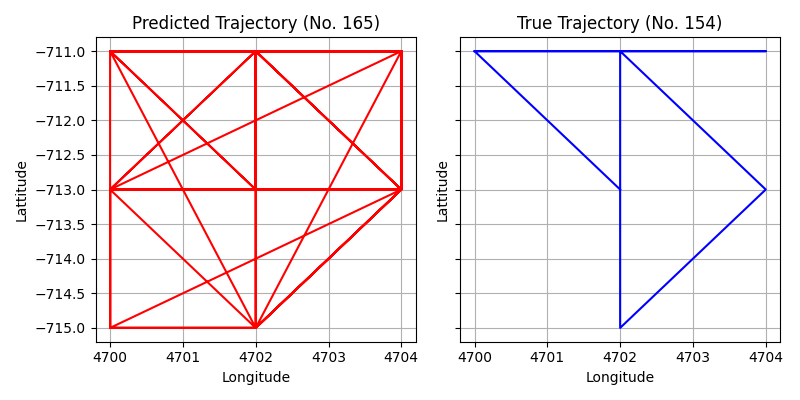 Predicted Trajectory (No. 165)
Lattitude
−711.0
−711.5
−712.0
−712.5
−713.0
−713.5
−714.0
−714.5
−715.0
4700 4701 4702 4703 4704
Longitude
True Trajectory (No. 154)
Lattitude
4700 4701 4702 4703 4704
Longitude